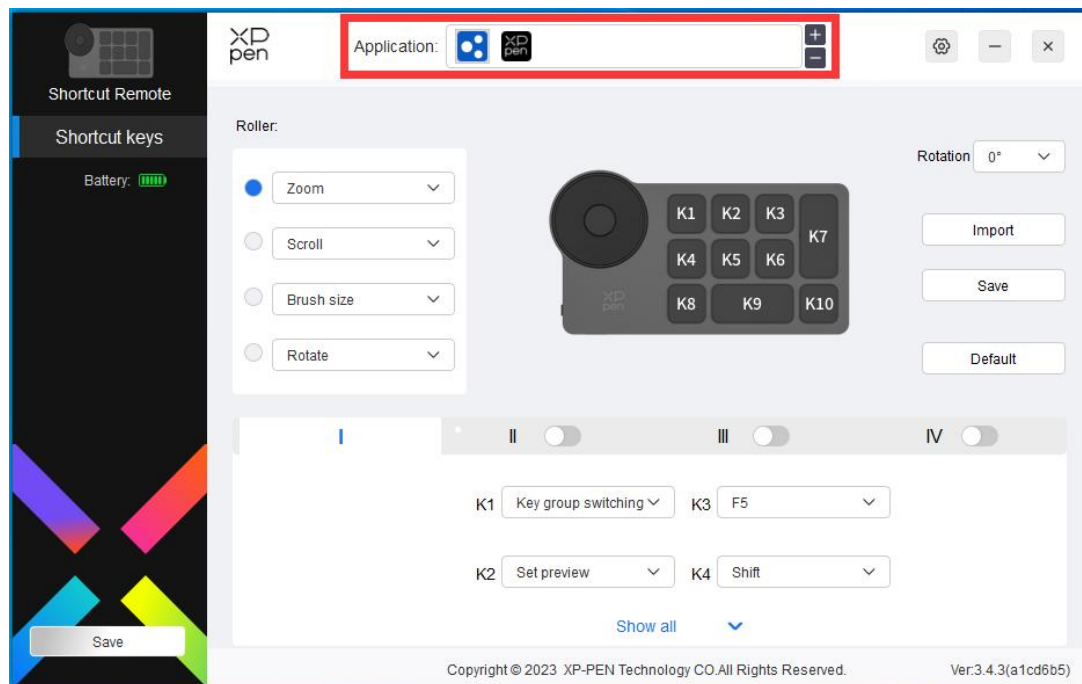 XP
pen
Application:
XP
pen
+
−
Shortcut Remote
Shortcut keys
Battery:
Roller:
Zoom
Scroll
Brush size
Rotate
K1 K2 K3
K7
K4 K5 K6
K8 K9 K10
XP
pen
Rotation 0°
Import
Save
Default
I II III IV
K1 Key group switching K3 F5
K2 Set preview K4 Shift
Show all
Save
Copyright © 2023 XP-PEN Technology CO.All Rights Reserved. Ver:3.4.3(a1cd6b5)